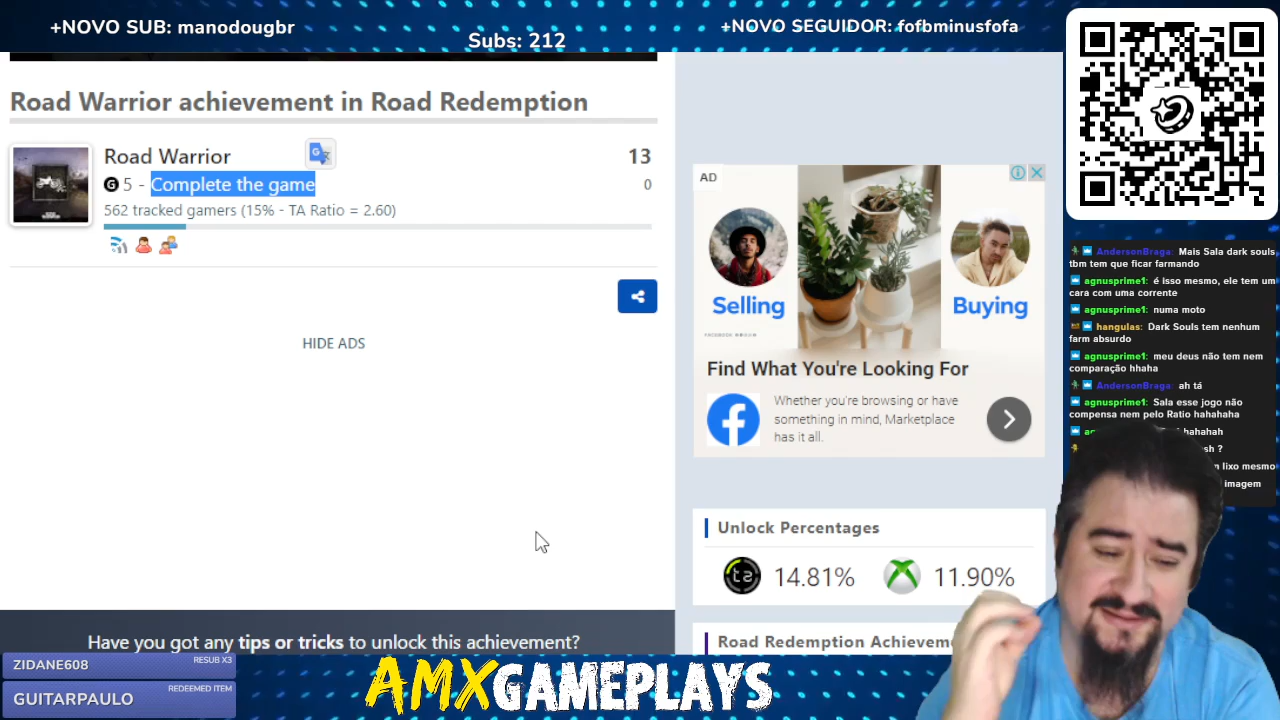 +NOVO SUB: manodougbr
Subs: 212
+NOVO SEGUIDOR: fofbminusfofa
Road Warrior achievement in Road Redemption
Road Warrior
13
G 5 - Complete the game
0
562 tracked gamers (15% - TA Ratio = 2.60)
HIDE ADS
AD
Selling
Buying
Find What You're Looking For
Whether you're browsing or have
something in mind, Marketplace
has it all.
Unlock Percentages
ta 14.81%
11.90%
Road Redemption Achieveme
Have you got any tips or tricks to unlock this achievement?
ZIDANE608
RESUB X3
GUITARPAULO
REDEEMED ITEM
AMXGAMEPLAYS
AndersonBraga: Mais Sala dark souls
tbm tem que ficar farmando
agnusprime1: é isso mesmo, ele tem um
cara com uma corrente
agnusprime1: numa moto
hangulas: Dark Souls tem nenhum
farm absurdo
agnusprime1: meu deus não tem nem
comparação hhaha
AndersonBraga: ah tá
agnusprime1: Sala esse jogo não
compensa nem pelo Ratio hahahaha
hahahah
sh ?
lixo mesmo
imagem